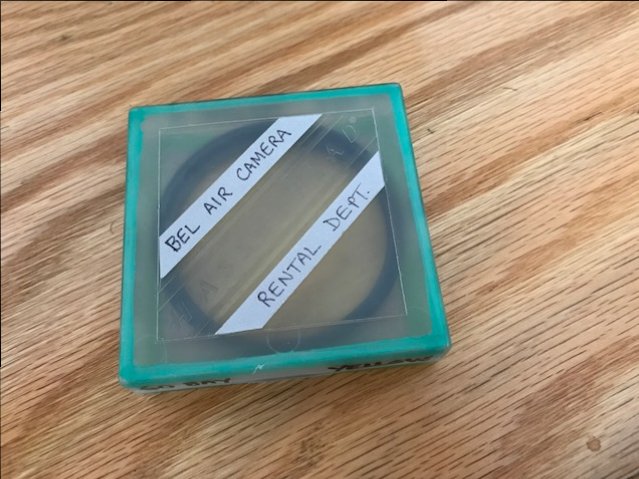 BEL AIR CAMERA
RENTAL DEPT.
YELLOW